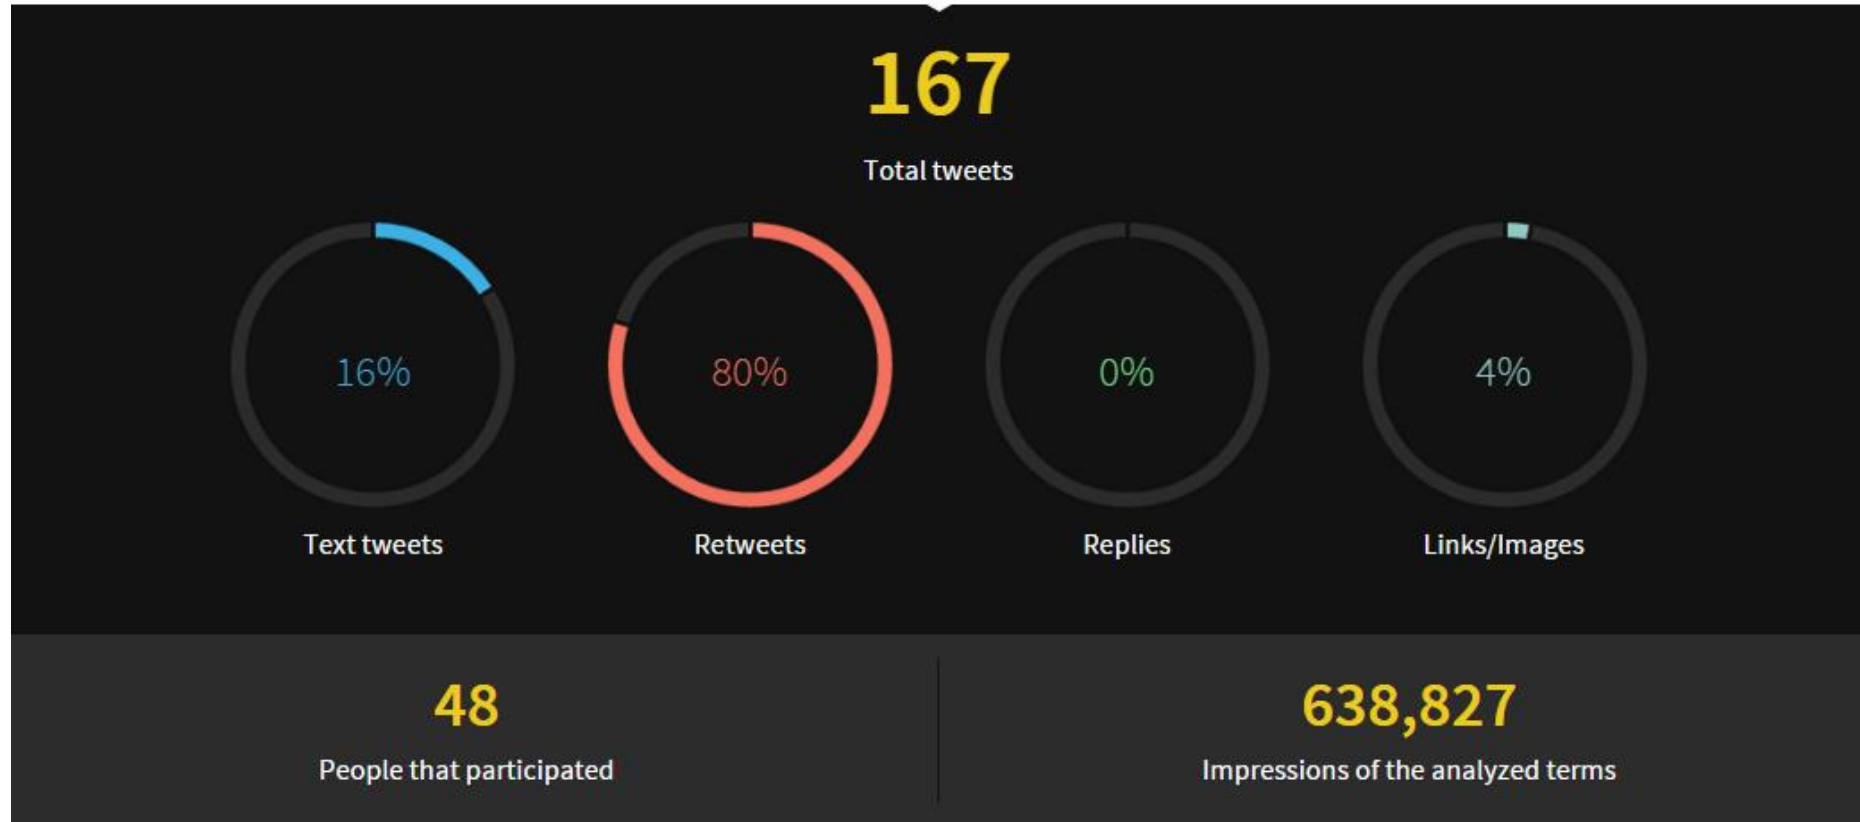 167
Total tweets
16%
80%
0%
4%
Text tweets
Retweets
Replies
Links/Images
48
People that participated
638,827
Impressions of the analyzed terms